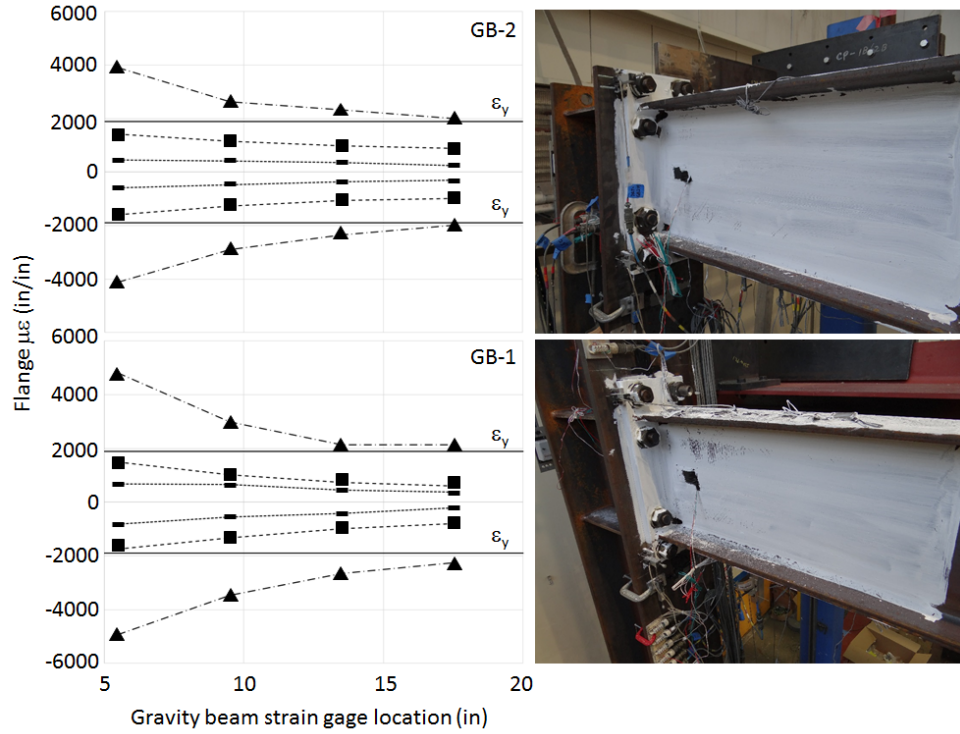 GB-2
6000
4000
εy
2000
0
εy
-2000
-4000
6000
GB-1
4000
εy
2000
0
εy
-2000
-4000
-6000
5
10
15
20
Flange µε (in/in)
Gravity beam strain gage location (in)